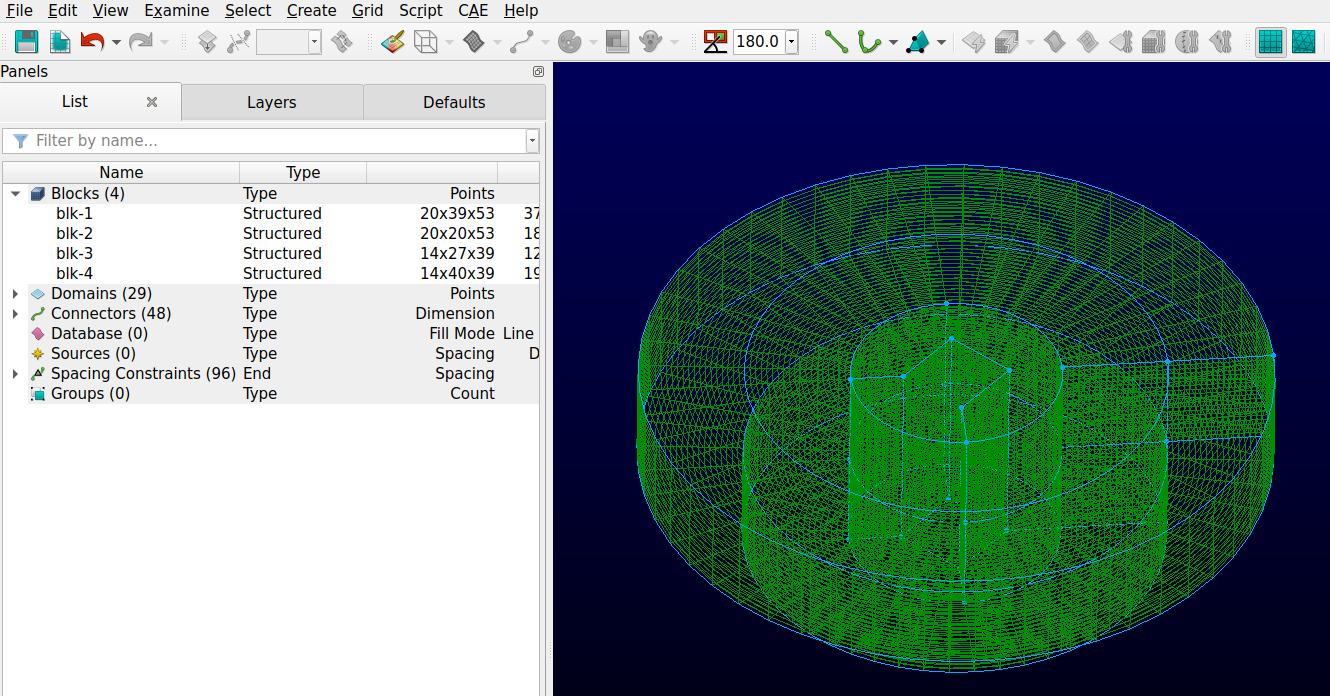 File Edit View Examine Select Create Grid Script CAE Help
180.0
Panels
List Layers Defaults
Filter by name...
Name Type
Blocks (4) Type Points
blk-1 Structured 20x39x53 37
blk-2 Structured 20x20x53 18
blk-3 Structured 14x27x39 12
blk-4 Structured 14x40x39 19
Domains (29) Type Points
Connectors (48) Type Dimension
Database (0) Type Fill Mode Line
Sources (0) Type Spacing D
Spacing Constraints (96) End Spacing
Groups (0) Type Count